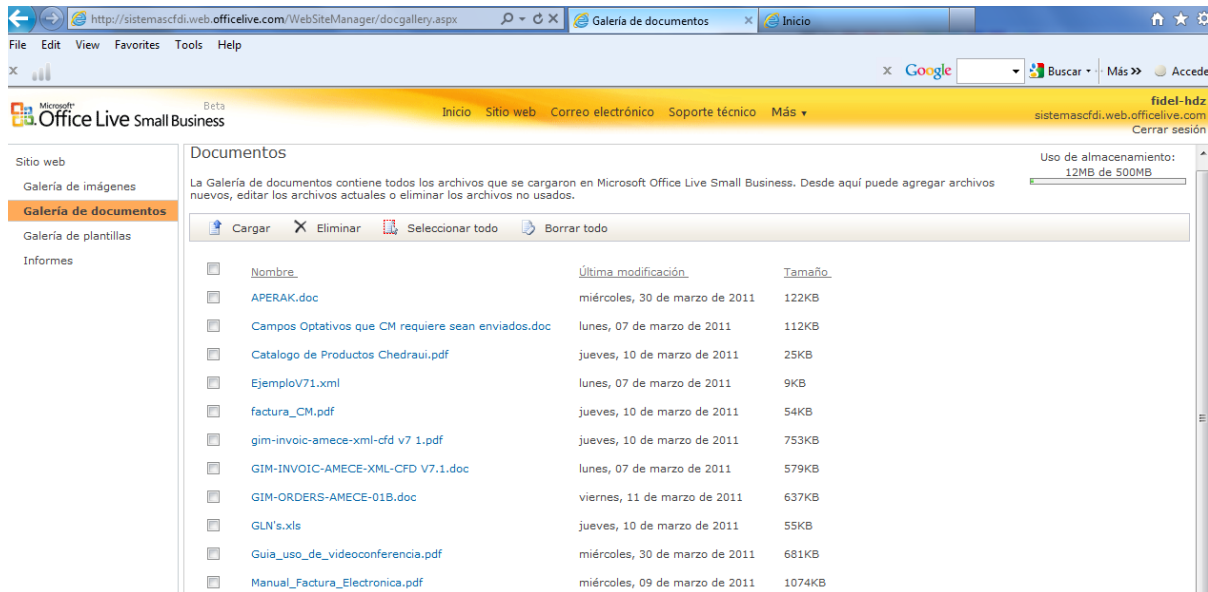 http://sistemascfdi.web.officelive.com/WebSiteManager/docgallery.aspx
Galería de documentos
Inicio
File Edit View Favorites Tools Help
x Google Buscar Más >> Accede
Microsoft®
Office Live Small Business Beta
Inicio Sitio web Correo electrónico Soporte técnico Más
fidel-hdz
sistemascfdi.web.officelive.com
Cerrar sesión
Sitio web
Galería de imágenes
Galería de documentos
Galería de plantillas
Informes
Documentos
La Galería de documentos contiene todos los archivos que se cargaron en Microsoft Office Live Small Business. Desde aquí puede agregar archivos
nuevos, editar los archivos actuales o eliminar los archivos no usados.
Uso de almacenamiento:
12MB de 500MB
Cargar Eliminar Seleccionar todo Borrar todo
Nombre Última modificación Tamaño
APERAK.doc miércoles, 30 de marzo de 2011 122KB
Campos Optativos que CM requiere sean enviados.doc lunes, 07 de marzo de 2011 112KB
Catalogo de Productos Chedraui.pdf jueves, 10 de marzo de 2011 25KB
EjemploV71.xml lunes, 07 de marzo de 2011 9KB
factura_CM.pdf jueves, 10 de marzo de 2011 54KB
gim-invoic-amece-xml-cfd v7 1.pdf jueves, 10 de marzo de 2011 753KB
GIM-INVOIC-AMECE-XML-CFD V7.1.doc lunes, 07 de marzo de 2011 579KB
GIM-ORDERS-AMECE-01B.doc viernes, 11 de marzo de 2011 637KB
GLN's.xls jueves, 10 de marzo de 2011 55KB
Guia_uso_de_videoconferencia.pdf miércoles, 30 de marzo de 2011 681KB
Manual_Factura_Electronica.pdf miércoles, 09 de marzo de 2011 1074KB